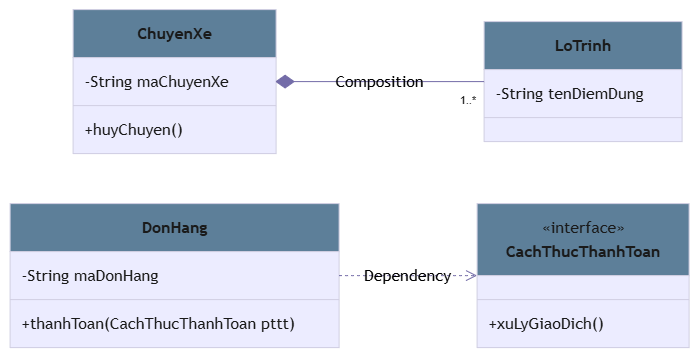 ChuyenXe
-String maChuyenXe
+huyChuyen()
Composition
1..*
LoTrinh
-String tenDiemDung
DonHang
-String maDonHang
+thanhToan(CachThucThanhToan pttt)
Dependency
«interface»
CachThucThanhToan
+xuLyGiaoDich()